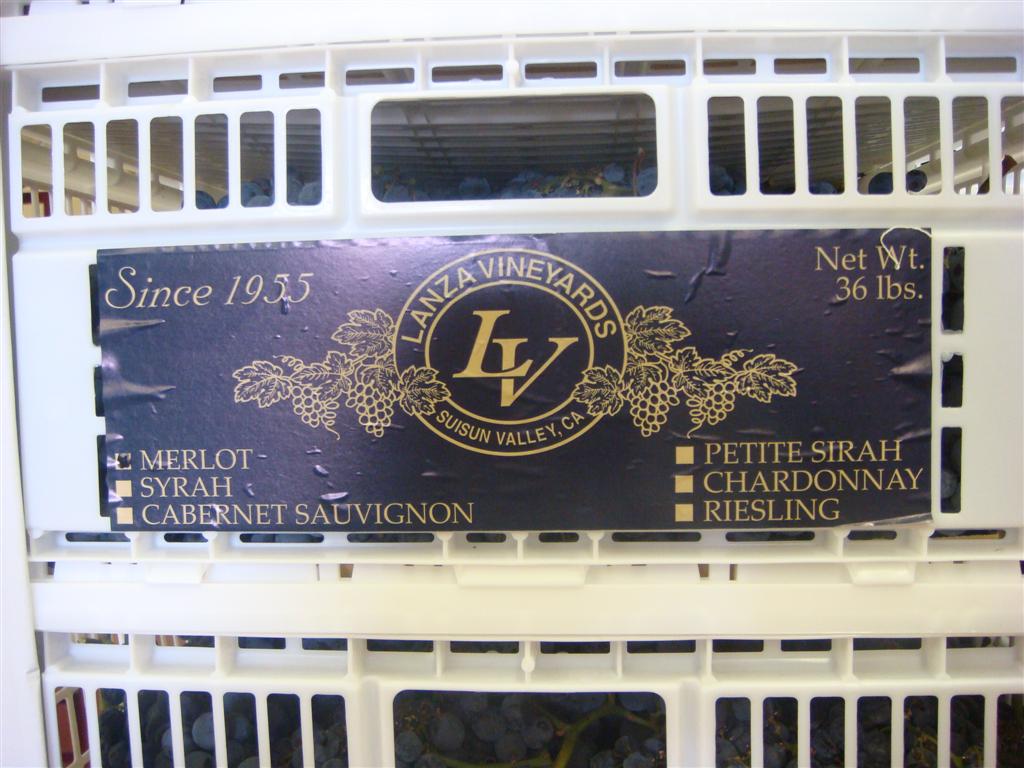 Since 1955
LANZA VINEYARDS
LV
SUISUN VALLEY, CA
Net Wt.
36 lbs.
MERLOT
SYRAH
CABERNET SAUVIGNON
PETITE SIRAH
CHARDONNAY
RIESLING